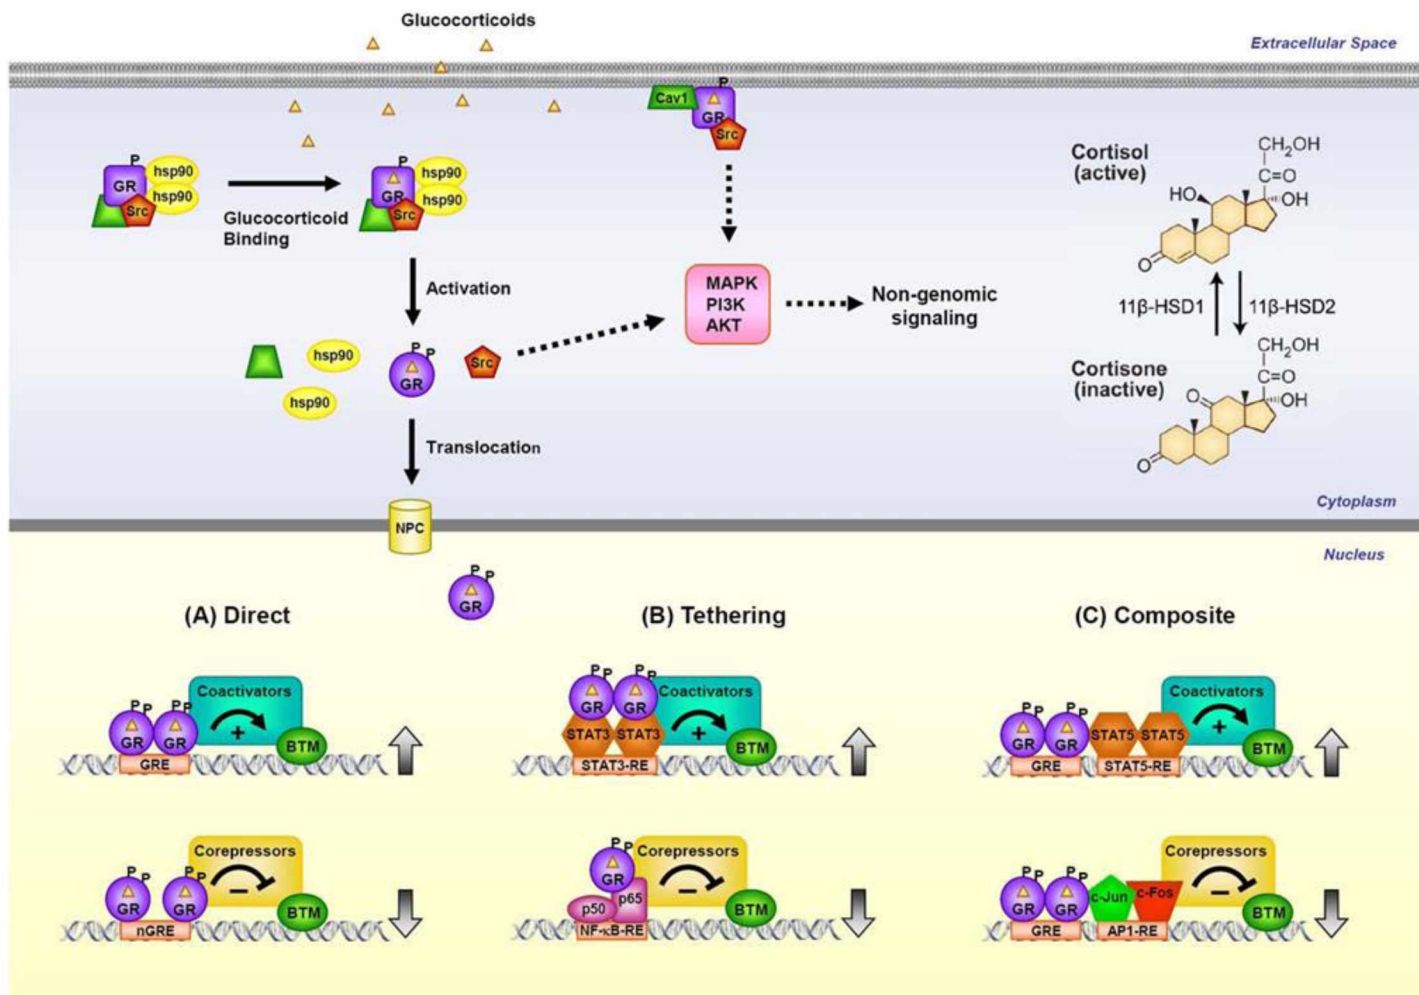 Glucocorticoids
Extracellular Space
P
Cav1
GR
Src
P
GR
hsp90
hsp90
Src
Glucocorticoid
Binding
P
GR
hsp90
hsp90
Src
Activation
hsp90
hsp90
P P
GR
Src
MAPK
PI3K
AKT
Non-genomic
signaling
Cortisol
(active)
CH2OH
C=O
HO
OH
O
11β-HSD1
11β-HSD2
Cortisone
(inactive)
CH2OH
C=O
O
OH
O
Translocation
Cytoplasm
NPC
Nucleus
P P
GR
(A) Direct
(B) Tethering
(C) Composite
P P
GR
P P
GR
Coactivators
+
BTM
GRE
P P
GR
P P
GR
STAT3
STAT3
Coactivators
+
BTM
STAT3-RE
P P
GR
P P
GR
STAT5
STAT5
Coactivators
+
BTM
GRE
STAT5-RE
P P
GR
P P
GR
Corepressors
–
BTM
nGRE
P P
GR
p50
p65
Corepressors
–
BTM
NF-κB-RE
P P
GR
P P
GR
c-Jun
c-Fos
Corepressors
–
BTM
GRE
AP1-RE